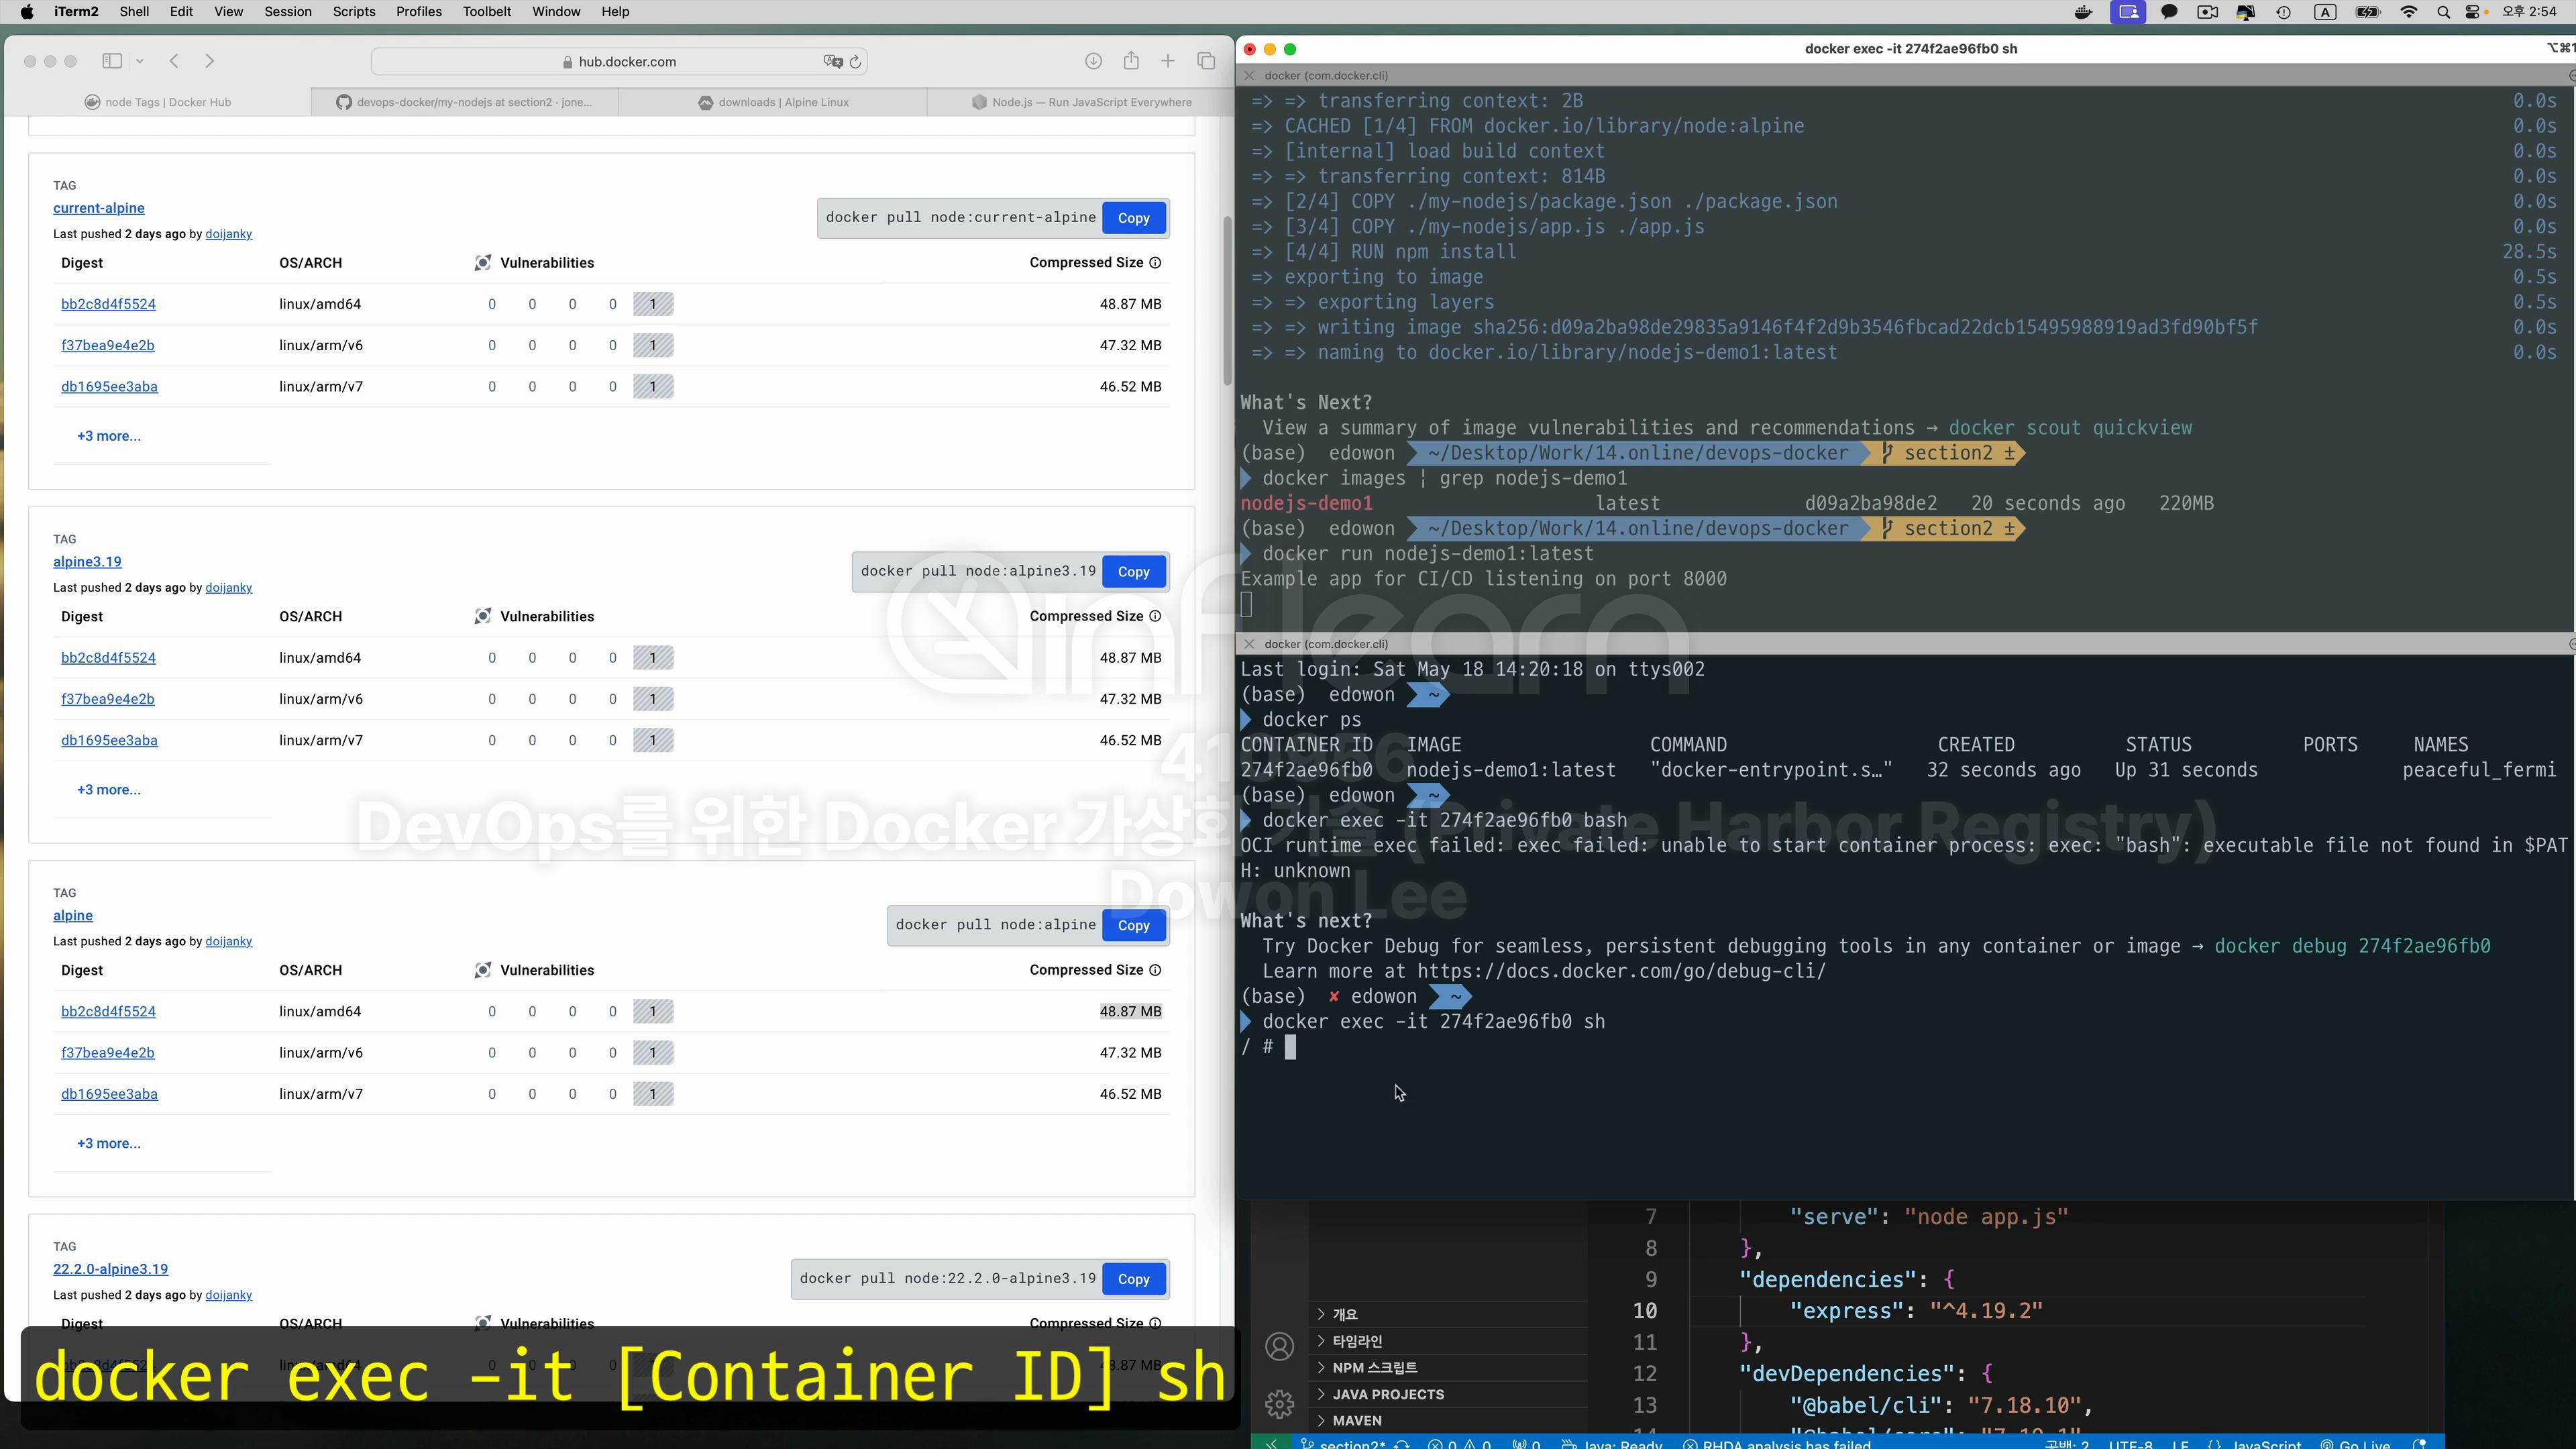 iTerm2 Shell Edit View Session Scripts Profiles Toolbelt Window Help
A 오후 2:54
hub.docker.com
node Tags | Docker Hub
devops-docker/my-nodejs at section2 · jone...
downloads | Alpine Linux
Node.js — Run JavaScript Everywhere
TAG
current-alpine
docker pull node:current-alpine Copy
Last pushed 2 days ago by doijanky
Digest OS/ARCH Vulnerabilities Compressed Size
bb2c8d4f5524 linux/amd64 0 0 0 0 1 48.87 MB
f37bea9e4e2b linux/arm/v6 0 0 0 0 1 47.32 MB
db1695ee3aba linux/arm/v7 0 0 0 0 1 46.52 MB
+3 more...
TAG
alpine3.19
docker pull node:alpine3.19 Copy
Last pushed 2 days ago by doijanky
Digest OS/ARCH Vulnerabilities Compressed Size
bb2c8d4f5524 linux/amd64 0 0 0 0 1 48.87 MB
f37bea9e4e2b linux/arm/v6 0 0 0 0 1 47.32 MB
db1695ee3aba linux/arm/v7 0 0 0 0 1 46.52 MB
+3 more...
TAG
alpine
docker pull node:alpine Copy
Last pushed 2 days ago by doijanky
Digest OS/ARCH Vulnerabilities Compressed Size
bb2c8d4f5524 linux/amd64 0 0 0 0 1 48.87 MB
f37bea9e4e2b linux/arm/v6 0 0 0 0 1 47.32 MB
db1695ee3aba linux/arm/v7 0 0 0 0 1 46.52 MB
+3 more...
TAG
22.2.0-alpine3.19
docker pull node:22.2.0-alpine3.19 Copy
Last pushed 2 days ago by doijanky
Digest OS/ARCH Vulnerabilities Compressed Size
docker exec -it [Container ID] sh
docker exec -it 274f2ae96fb0 sh
docker (com.docker.cli)
=> => transferring context: 2B 0.0s
=> CACHED [1/4] FROM docker.io/library/node:alpine 0.0s
=> [internal] load build context 0.0s
=> => transferring context: 814B 0.0s
=> [2/4] COPY ./my-nodejs/package.json ./package.json 0.0s
=> [3/4] COPY ./my-nodejs/app.js ./app.js 0.0s
=> [4/4] RUN npm install 28.5s
=> exporting to image 0.5s
=> => exporting layers 0.5s
=> => writing image sha256:d09a2ba98de29835a9146f4f2d9b3546fbcad22dcb15495988919ad3fd90bf5f 0.0s
=> => naming to docker.io/library/nodejs-demo1:latest 0.0s
What's Next?
View a summary of image vulnerabilities and recommendations → docker scout quickview
(base) edowon ~/Desktop/Work/14.online/devops-docker section2 ±
docker images | grep nodejs-demo1
nodejs-demo1 latest d09a2ba98de2 20 seconds ago 220MB
(base) edowon ~/Desktop/Work/14.online/devops-docker section2 ±
docker run nodejs-demo1:latest
Example app for CI/CD listening on port 8000
docker (com.docker.cli)
Last login: Sat May 18 14:20:18 on ttys002
(base) edowon ~
docker ps
CONTAINER ID IMAGE COMMAND CREATED STATUS PORTS NAMES
274f2ae96fb0 nodejs-demo1:latest "docker-entrypoint.s…" 32 seconds ago Up 31 seconds peaceful_fermi
(base) edowon ~
docker exec -it 274f2ae96fb0 bash
OCI runtime exec failed: exec failed: unable to start container process: exec: "bash": executable file not found in $PAT
H: unknown
What's next?
Try Docker Debug for seamless, persistent debugging tools in any container or image → docker debug 274f2ae96fb0
Learn more at https://docs.docker.com/go/debug-cli/
(base) ✘ edowon ~
docker exec -it 274f2ae96fb0 sh
/ #
inflearn
DevOps를 위한 Docker 가상화 기술(Private Harbor Registry)
Dowon Lee
개요
타임라인
NPM 스크립트
JAVA PROJECTS
MAVEN
7 "serve": "node app.js"
8 },
9 "dependencies": {
10 "express": "^4.19.2"
11 },
12 "devDependencies": {
13 "@babel/cli": "7.18.10",
section2* 0 0 0 Java: Ready RHDA analysis has failed 공백: 2 UTF-8 LF {} JavaScript Go Live